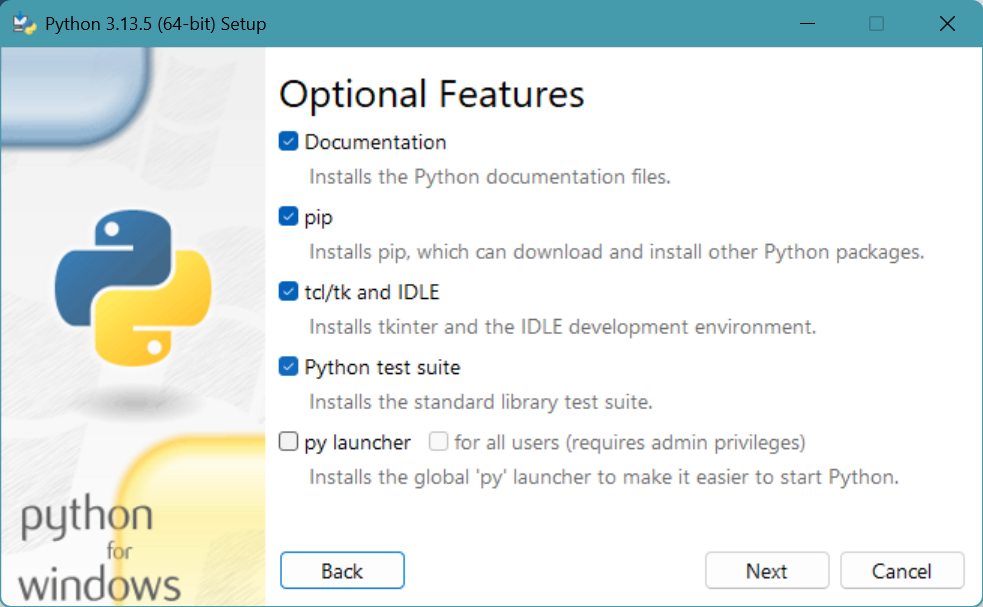 Python 3.13.5 (64-bit) Setup
Optional Features
Documentation
Installs the Python documentation files.
pip
Installs pip, which can download and install other Python packages.
tcl/tk and IDLE
Installs tkinter and the IDLE development environment.
Python test suite
Installs the standard library test suite.
py launcher for all users (requires admin privileges)
Installs the global 'py' launcher to make it easier to start Python.
python
for
windows
Back Next Cancel